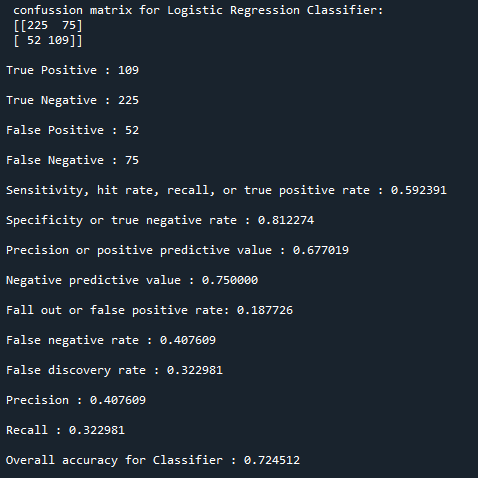 confussion matrix for Logistic Regression Classifier:
[[225  75]
[ 52 109]]
True Positive : 109
True Negative : 225
False Positive : 52
False Negative : 75
Sensitivity, hit rate, recall, or true positive rate : 0.592391
Specificity or true negative rate : 0.812274
Precision or positive predictive value : 0.677019
Negative predictive value : 0.750000
Fall out or false positive rate: 0.187726
False negative rate : 0.407609
False discovery rate : 0.322981
Precision : 0.407609
Recall : 0.322981
Overall accuracy for Classifier : 0.724512